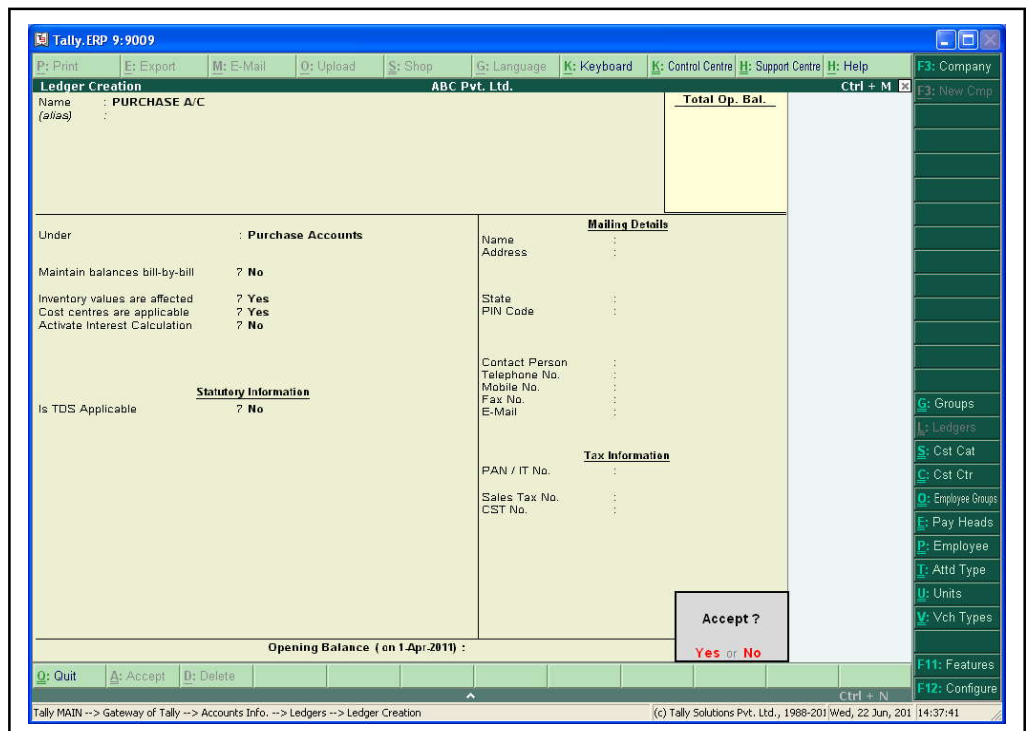 Tally.ERP 9:9009
P: Print E: Export M: E-Mail O: Upload S: Shop G: Language K: Keyboard K: Control Centre H: Support Centre H: Help
Ledger Creation ABC Pvt. Ltd. Ctrl + M
Name : PURCHASE A/C
(alias) :
Total Op. Bal.
Under : Purchase Accounts
Maintain balances bill-by-bill ? No
Inventory values are affected ? Yes
Cost centres are applicable ? Yes
Activate Interest Calculation ? No
Statutory Information
Is TDS Applicable ? No
Mailing Details
Name :
Address :
State :
PIN Code :
Contact Person :
Telephone No. :
Mobile No. :
Fax No. :
E-Mail :
Tax Information
PAN / IT No. :
Sales Tax No. :
CST No. :
Opening Balance ( on 1-Apr-2011) :
Accept ?
Yes or No
F3: Company
F3: New Cmp
G: Groups
L: Ledgers
S: Cst Cat
C: Cst Ctr
O: Employee Groups
E: Pay Heads
P: Employee
T: Attd Type
U: Units
V: Vch Types
F11: Features
F12: Configure
Q: Quit A: Accept D: Delete
Ctrl + N
Tally MAIN --> Gateway of Tally --> Accounts Info. --> Ledgers --> Ledger Creation (c) Tally Solutions Pvt. Ltd., 1988-201 Wed, 22 Jun, 201 14:37:41